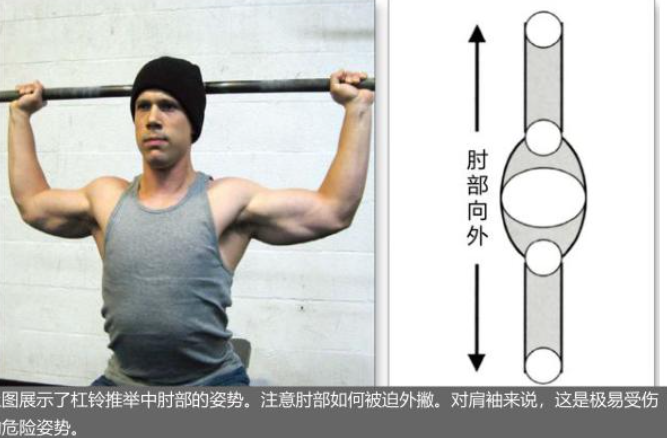 肘部向外
图展示了杠铃推举中肘部的姿势。注意肘部如何被迫外撇。对肩袖来说，这是极易受伤
危险姿势。